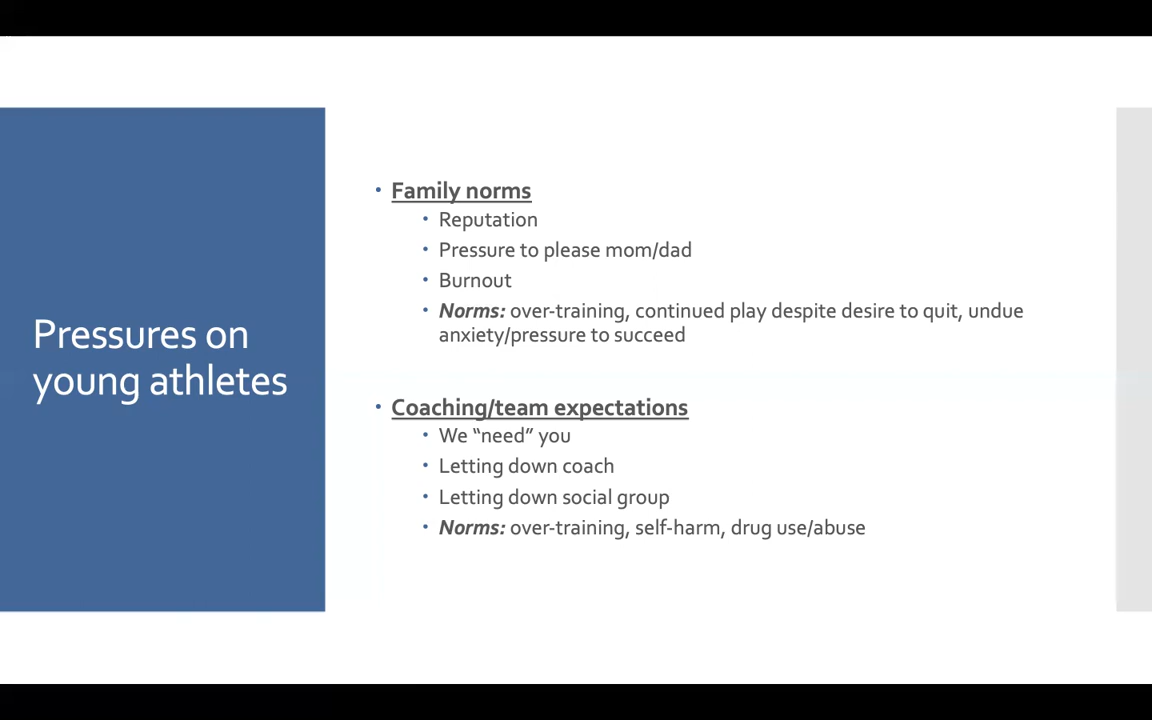 Pressures on
young athletes
• Family norms
• Reputation
• Pressure to please mom/dad
• Burnout
• Norms: over-training, continued play despite desire to quit, undue
anxiety/pressure to succeed
• Coaching/team expectations
• We “need” you
• Letting down coach
• Letting down social group
• Norms: over-training, self-harm, drug use/abuse